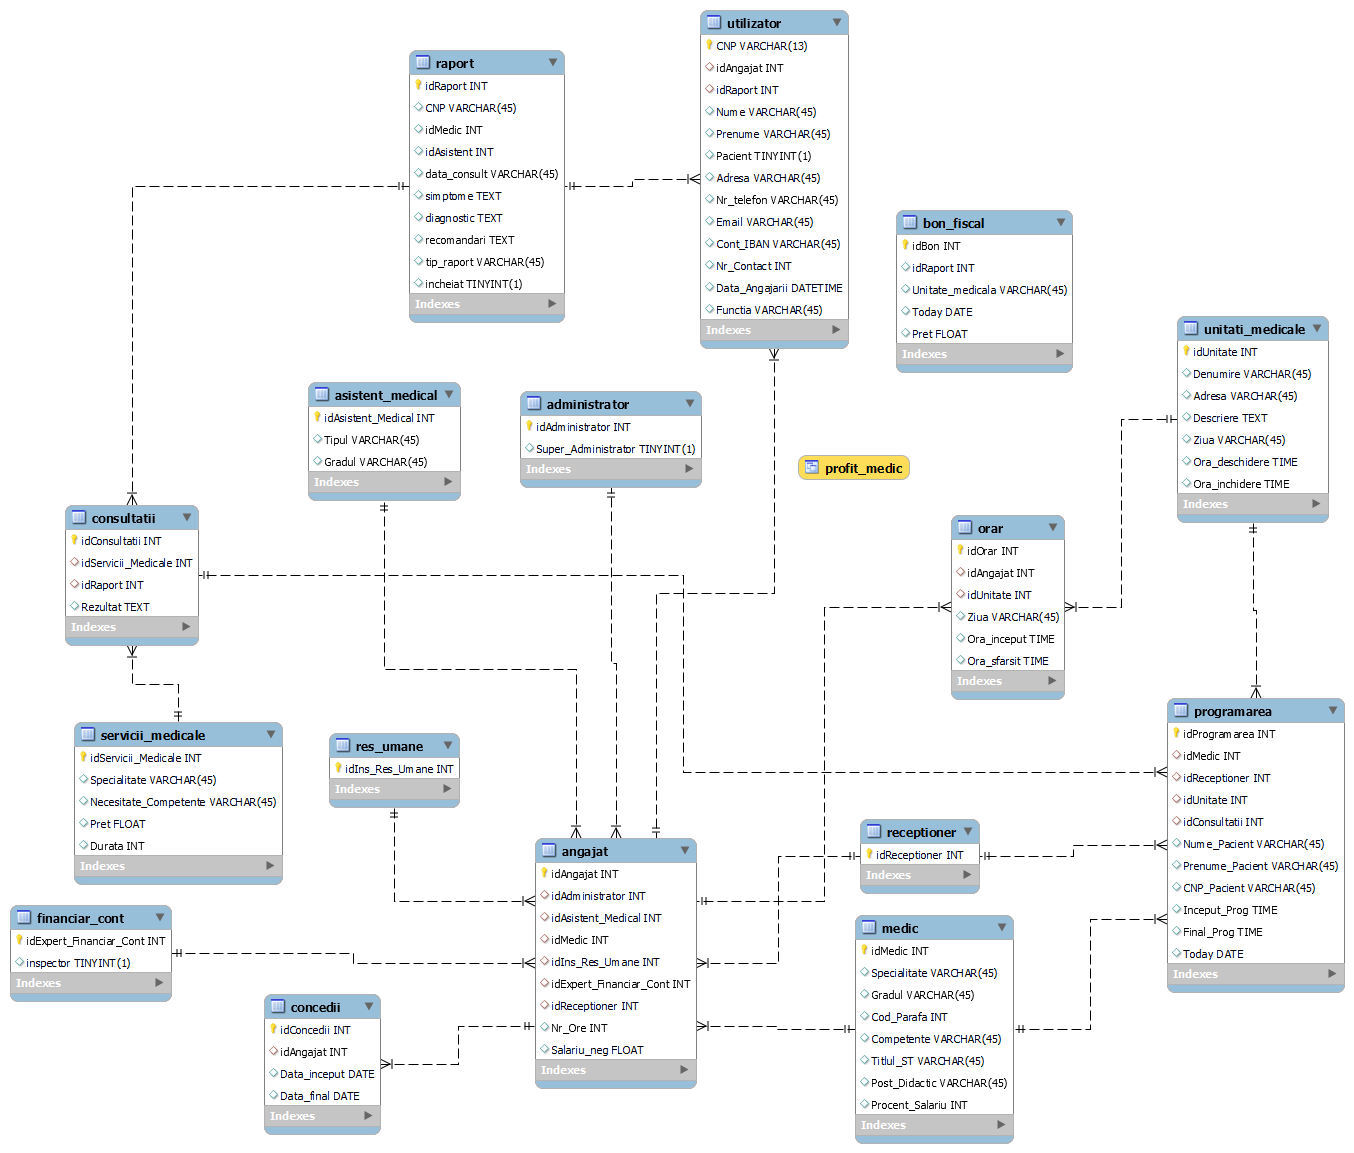 utilizator
CNP VARCHAR(13)
idAngajat INT
idRaport INT
Nume VARCHAR(45)
Prenume VARCHAR(45)
Pacient TINYINT(1)
Adresa VARCHAR(45)
Nr_telefon VARCHAR(45)
Email VARCHAR(45)
Cont_IBAN VARCHAR(45)
Nr_Contact INT
Data_Angajarii DATETIME
Functia VARCHAR(45)
Indexes
raport
idRaport INT
CNP VARCHAR(45)
idMedic INT
idAsistent INT
data_consult VARCHAR(45)
simptome TEXT
diagnostic TEXT
recomandari TEXT
tip_raport VARCHAR(45)
incheiat TINYINT(1)
Indexes
bon_fiscal
idBon INT
idRaport INT
Unitate_medicala VARCHAR(45)
Today DATE
Pret FLOAT
Indexes
unitati_medicale
idUnitate INT
Denumire VARCHAR(45)
Adresa VARCHAR(45)
Descriere TEXT
Ziua VARCHAR(45)
Ora_deschidere TIME
Ora_inchidere TIME
Indexes
asistent_medical
idAsistent_Medical INT
Tipul VARCHAR(45)
Gradul VARCHAR(45)
Indexes
administrator
idAdministrator INT
Super_Administrator TINYINT(1)
Indexes
profit_medic
consultatii
idConsultatii INT
idServicii_Medicale INT
idRaport INT
Rezultat TEXT
Indexes
orar
idOrar INT
idAngajat INT
idUnitate INT
Ziua VARCHAR(45)
Ora_inceput TIME
Ora_sfarsit TIME
Indexes
programarea
idProgramarea INT
idMedic INT
idReceptioner INT
idUnitate INT
idConsultatii INT
Nume_Pacient VARCHAR(45)
Prenume_Pacient VARCHAR(45)
CNP_Pacient VARCHAR(45)
Inceput_Prog TIME
Final_Prog TIME
Today DATE
Indexes
servicii_medicale
idServicii_Medicale INT
Specialitate VARCHAR(45)
Necesitate_Competente VARCHAR(45)
Pret FLOAT
Durata INT
Indexes
res_umane
idIns_Res_Umane INT
Indexes
receptioner
idReceptioner INT
Indexes
angajat
idAngajat INT
idAdministrator INT
idAsistent_Medical INT
idMedic INT
idIns_Res_Umane INT
idExpert_Financiar_Cont INT
idReceptioner INT
Nr_Ore INT
Salariu_neg FLOAT
Indexes
financiar_cont
idExpert_Financiar_Cont INT
inspector TINYINT(1)
Indexes
medic
idMedic INT
Specialitate VARCHAR(45)
Gradul VARCHAR(45)
Cod_Parafa INT
Competente VARCHAR(45)
Titlul_ST VARCHAR(45)
Post_Didactic VARCHAR(45)
Procent_Salariu INT
Indexes
concedii
idConcedii INT
idAngajat INT
Data_inceput DATE
Data_final DATE
Indexes